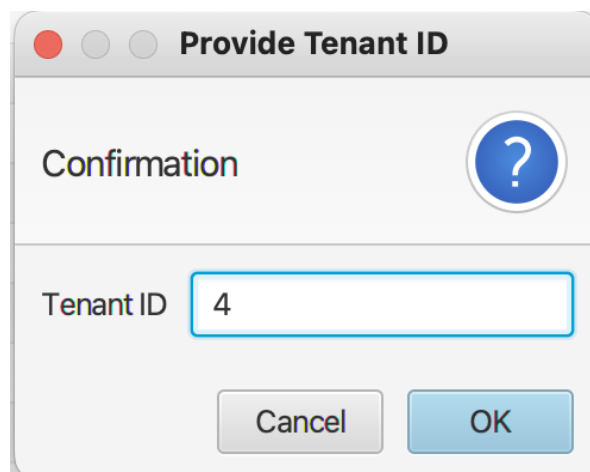 Provide Tenant ID
Confirmation
?
Tenant ID 4
Cancel OK